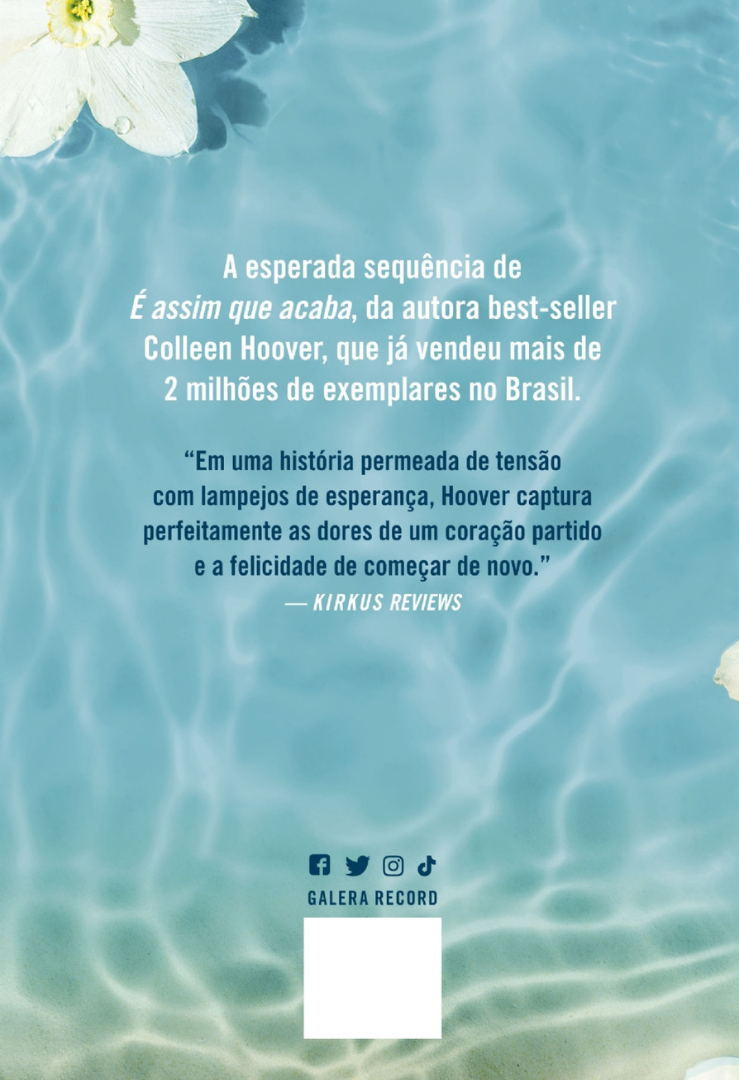 A esperada sequência de
É assim que acaba, da autora best-seller
Colleen Hoover, que já vendeu mais de
2 milhões de exemplares no Brasil.
“Em uma história permeada de tensão
com lampejos de esperança, Hoover captura
perfeitamente as dores de um coração partido
e a felicidade de começar de novo.”
— KIRKUS REVIEWS
GALERA RECORD